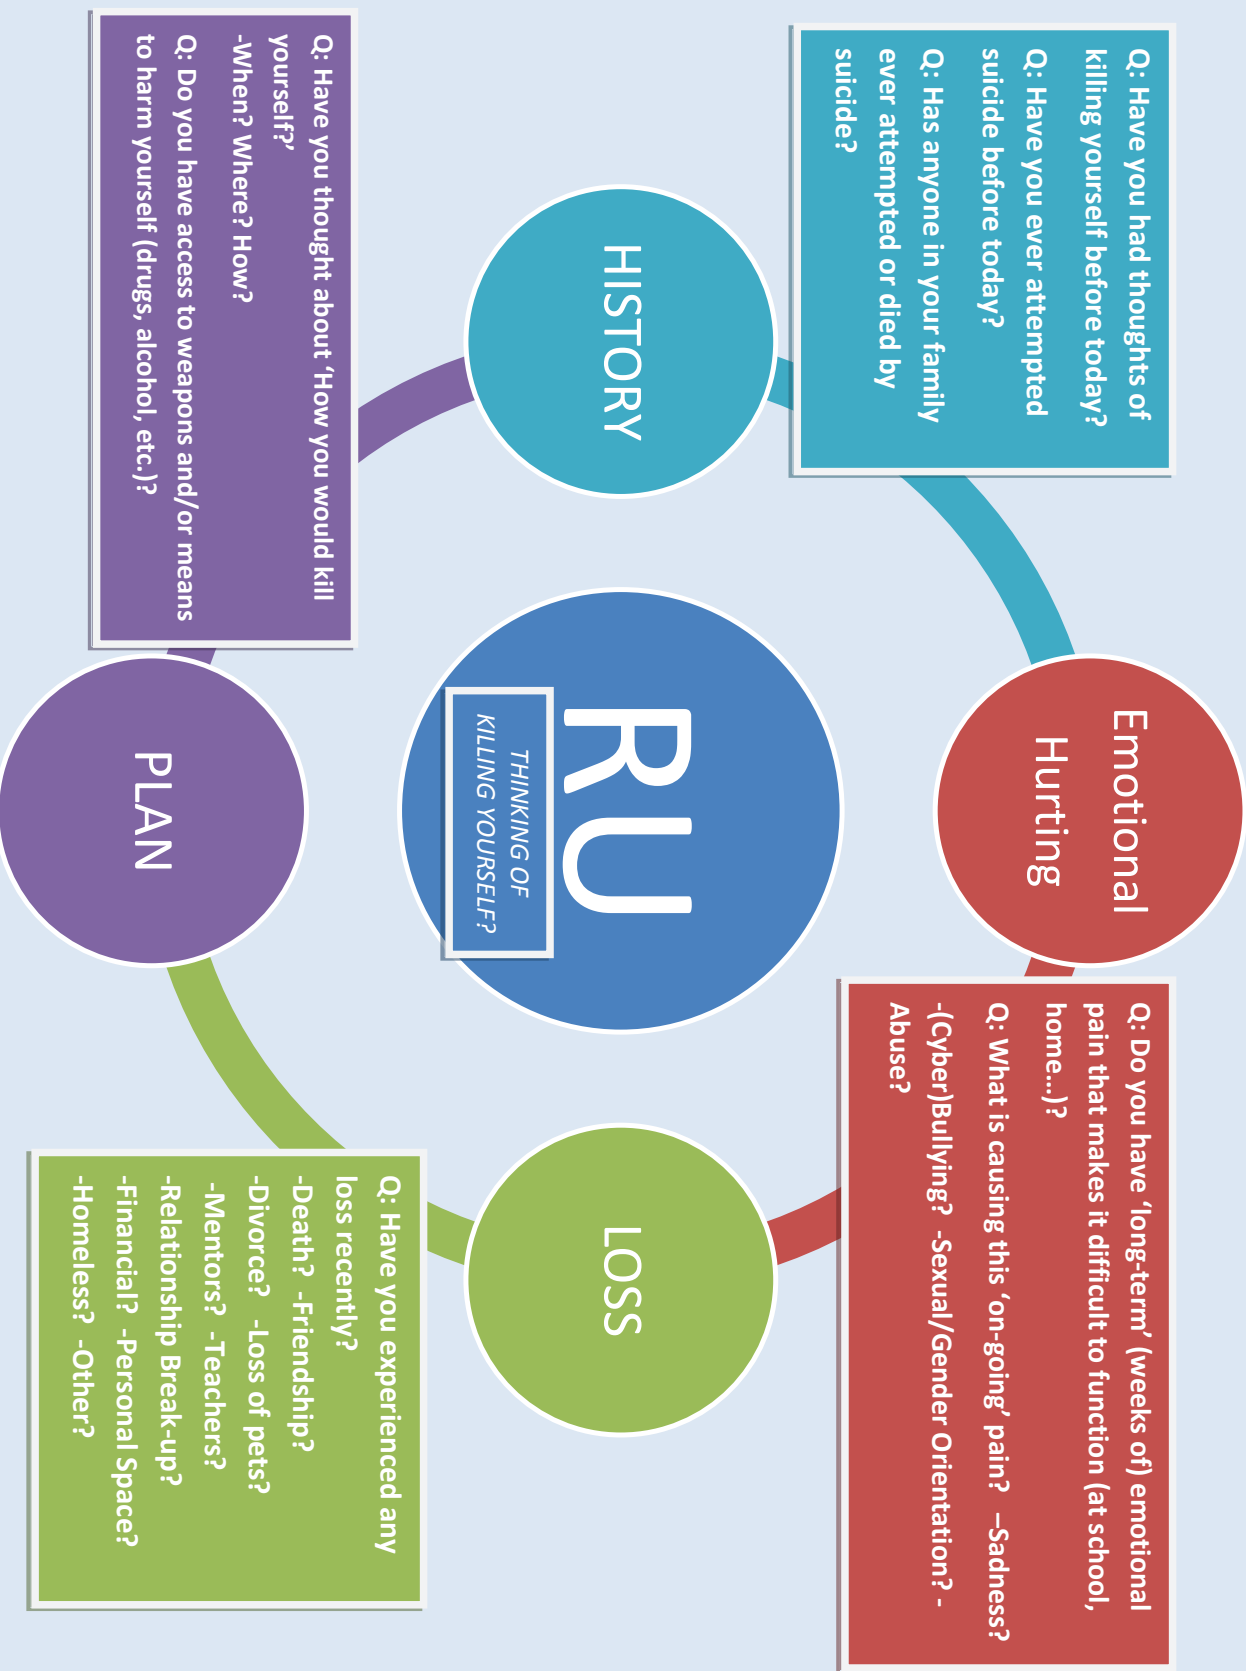 Emotional
Hurting
Q: Do you have ‘long-term’ (weeks of) emotional
pain that makes it difficult to function (at school,
home…)?
Q: What is causing this ‘on-going’ pain? –Sadness?
-(Cyber)Bullying? -Sexual/Gender Orientation? -
Abuse?
LOSS
Q: Have you experienced any
loss recently?
-Death? -Friendship?
-Divorce? -Loss of pets?
-Mentors? -Teachers?
-Relationship Break-up?
-Financial? -Personal Space?
-Homeless? -Other?
PLAN
Q: Have you thought about ‘How you would kill
yourself?’
-When? Where? How?
Q: Do you have access to weapons and/or means
to harm yourself (drugs, alcohol, etc.)?
HISTORY
Q: Have you had thoughts of
killing yourself before today?
Q: Have you ever attempted
suicide before today?
Q: Has anyone in your family
ever attempted or died by
suicide?
RU
THINKING OF
KILLING YOURSELF?